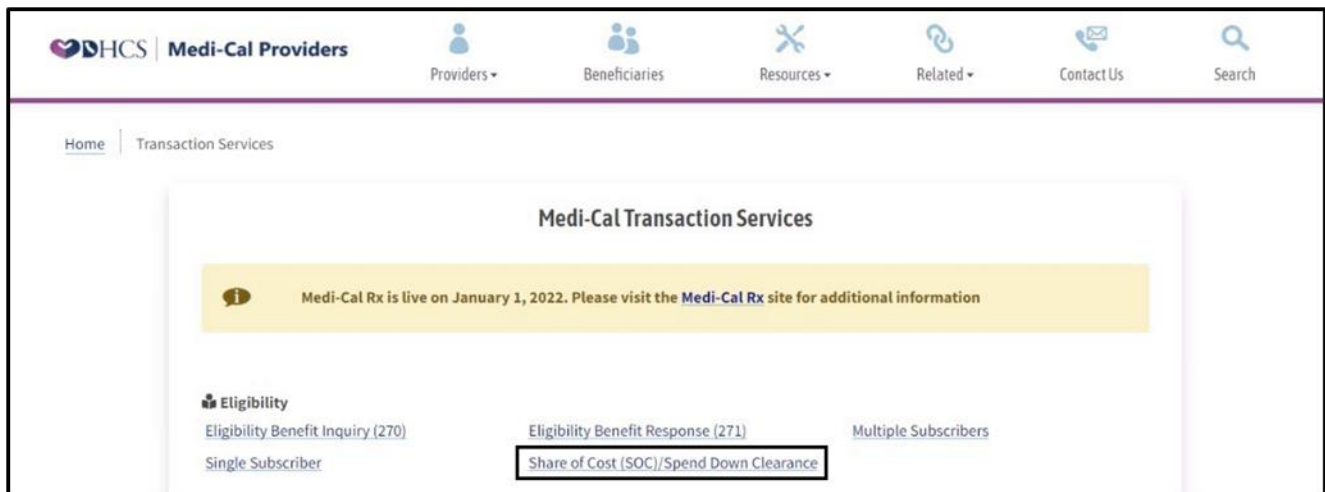 DHCS | Medi-Cal Providers
Providers
Beneficiaries
Resources
Related
Contact Us
Search
Home
Transaction Services
Medi-Cal Transaction Services
Medi-Cal Rx is live on January 1, 2022. Please visit the Medi-Cal Rx site for additional information
Eligibility
Eligibility Benefit Inquiry (270)
Eligibility Benefit Response (271)
Multiple Subscribers
Single Subscriber
Share of Cost (SOC)/Spend Down Clearance